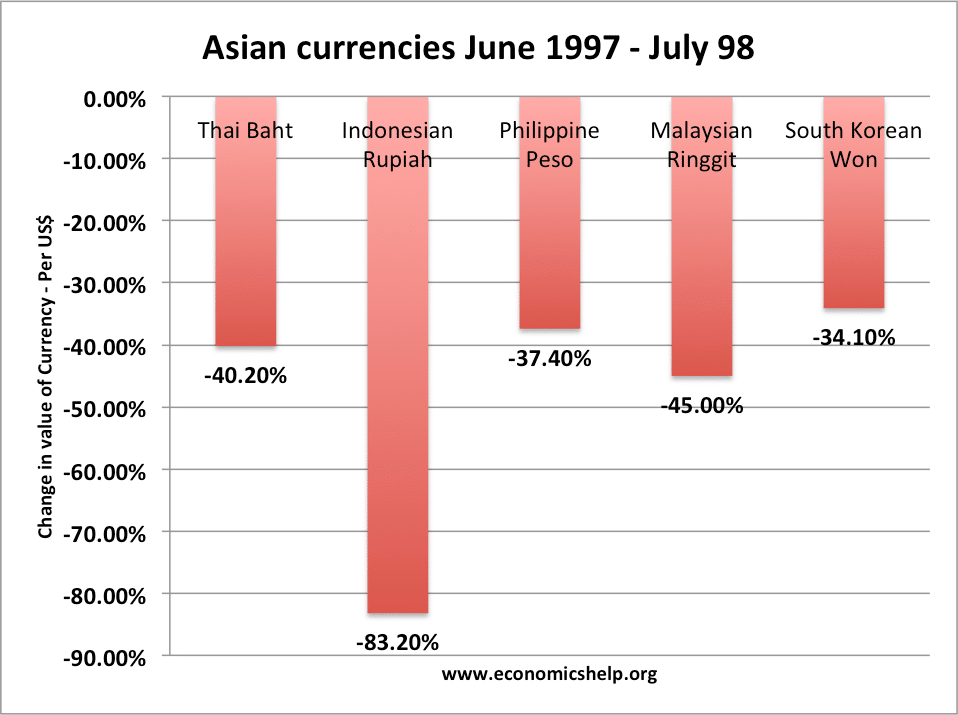 Asian currencies June 1997 - July 98
Change in value of Currency - Per US$
0.00%
-10.00%
-20.00%
-30.00%
-40.00%
-50.00%
-60.00%
-70.00%
-80.00%
-90.00%
Thai Baht
Indonesian
Rupiah
Philippine
Peso
Malaysian
Ringgit
South Korean
Won
-40.20%
-83.20%
-37.40%
-45.00%
-34.10%
www.economicshelp.org